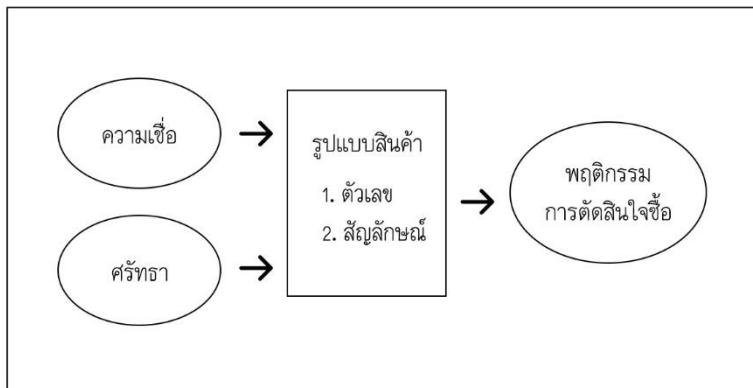 ความเชื่อ
ศรัทธา
รูปแบบสินค้า
1. ตัวเลข
2. สัญลักษณ์
พฤติกรรม
การตัดสินใจซื้อ